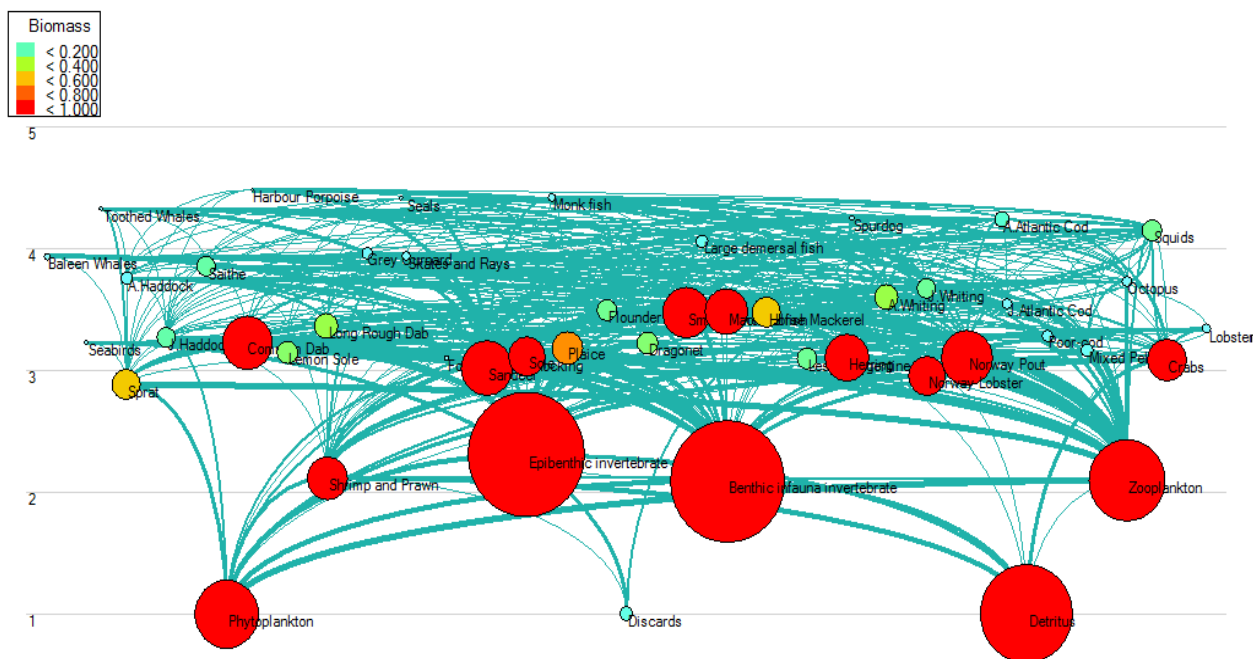 Biomass
< 0.200
< 0.400
< 0.600
< 0.800
< 1.000
5
Harbour Porpoise
Seals
Monk fish
Toothed Whales
Spurdog
A.Atlantic Cod
Squids
4
Large demersal fish
Baleen Whales
Grey Gurnard
Skates and Rays
Saithe
A.Haddock
Octopus
J.Whiting
A.Whiting
J.Atlantic Cod
Flounder
Horse Mackerel
Long Rough Dab
Lobster
Poor-cod
Seabirds
J.Haddock
Common Dab
Lemon Sole
Plaice
Dragonet
Mixed
Crabs
3
Sandeel
Herring
Norway Pout
Norway Lobster
Sprat
Epibenthic invertebrate
Shrimp and Prawn
Benthic infauna invertebrate
Zooplankton
2
1
Phytoplankton
Discards
Detritus